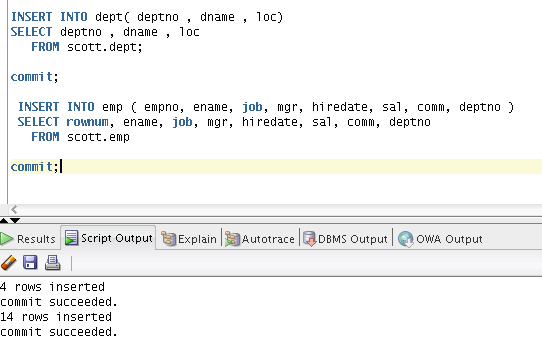 INSERT INTO dept( deptno , dname , loc)
SELECT deptno , dname , loc
FROM scott.dept;
commit;
INSERT INTO emp ( empno, ename, job, mgr, hiredate, sal, comm, deptno )
SELECT rownum, ename, job, mgr, hiredate, sal, comm, deptno
FROM scott.emp
commit;
Results Script Output Explain Autotrace DBMS Output OWA Output
4 rows inserted
commit succeeded.
14 rows inserted
commit succeeded.